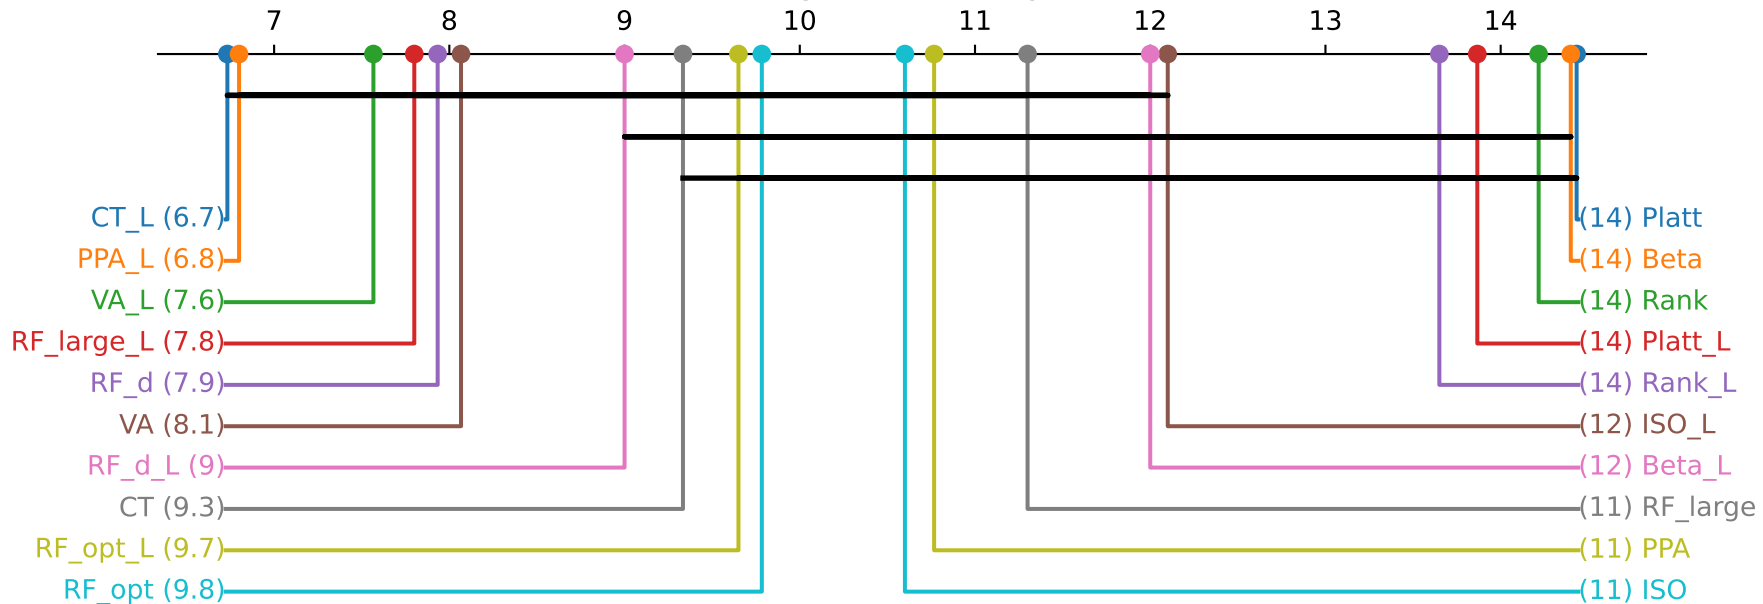 7 8 9 10 11 12 13 14
CT_L (6.7) (14) Platt
PPA_L (6.8) (14) Beta
VA_L (7.6) (14) Rank
RF_large_L (7.8) (14) Platt_L
RF_d (7.9) (14) Rank_L
VA (8.1) (12) ISO_L
RF_d_L (9) (12) Beta_L
CT (9.3) (11) RF_large
RF_opt_L (9.7) (11) PPA
RF_opt (9.8) (11) ISO